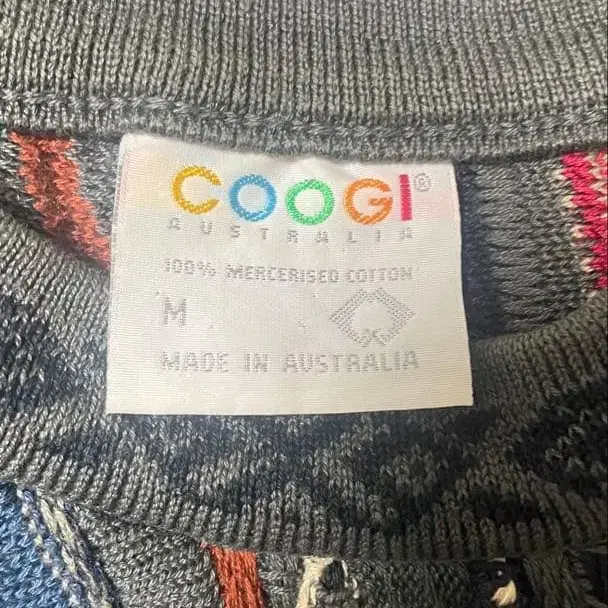 COOGI®
AUSTRALIA
100% MERCERISED COTTON
M
MADE IN AUSTRALIA